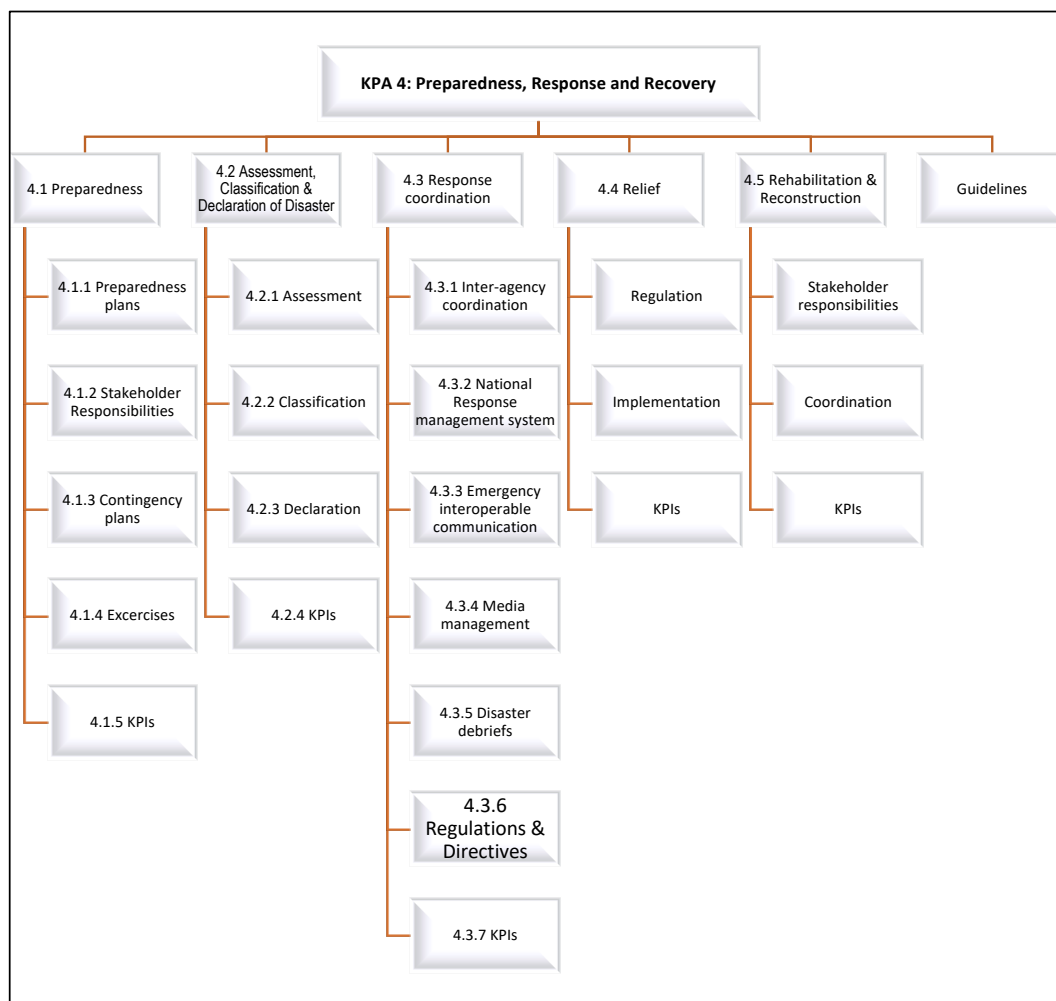 KPA 4: Preparedness, Response and Recovery
4.1 Preparedness
4.1.1 Preparedness
plans
4.1.2 Stakeholder
Responsibilities
4.1.3 Contingency
plans
4.1.4 Excercises
4.1.5 KPIs
4.2 Assessment,
Classification &
Declaration of Disaster
4.2.1 Assessment
4.2.2 Classification
4.2.3 Declaration
4.2.4 KPIs
4.3 Response
coordination
4.3.1 Inter-agency
coordination
4.3.2 National
Response
management system
4.3.3 Emergency
interoperable
communication
4.3.4 Media
management
4.3.5 Disaster
debriefs
4.3.6
Regulations &
Directives
4.3.7 KPIs
4.4 Relief
Regulation
Implementation
KPIs
4.5 Rehabilitation &
Reconstruction
Stakeholder
responsibilities
Coordination
KPIs
Guidelines